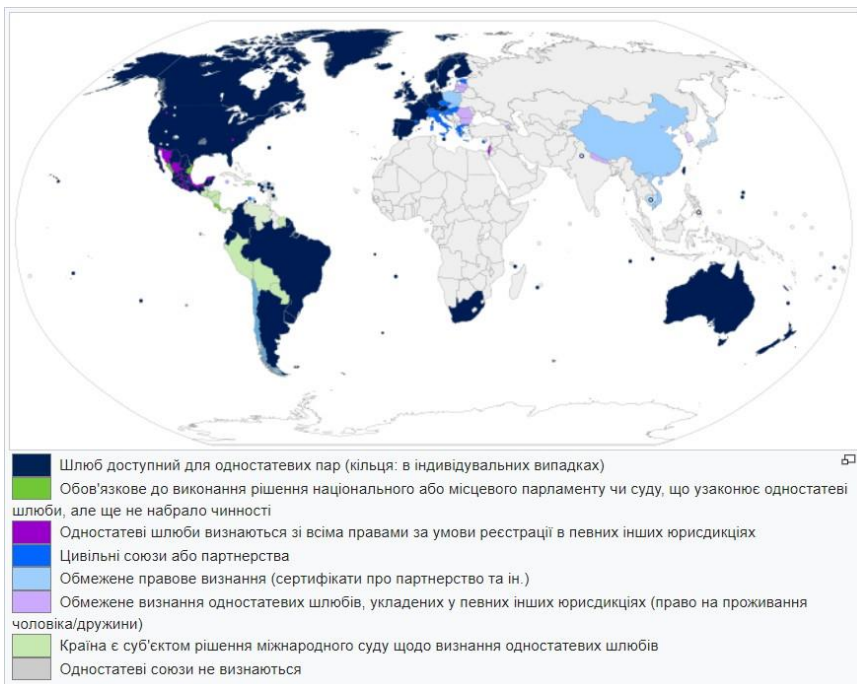 Шлюб доступний для одностатевих пар (кільця: в індивідувальних випадках)
Обов'язкове до виконання рішення національного або місцевого парламенту чи суду, що узаконює одностатеві
шлюби, але ще не набрало чинності
Одностатеві шлюби визнаються зі всіма правами за умови реєстрації в певних інших юрисдикціях
Цивільні союзи або партнерства
Обмежене правове визнання (сертифікати про партнерство та ін.)
Обмежене визнання одностатевих шлюбів, укладених у певних інших юрисдикціях (право на проживання
чоловіка/дружини)
Країна є суб'єктом рішення міжнародного суду щодо визнання одностатевих шлюбів
Одностатеві союзи не визнаються